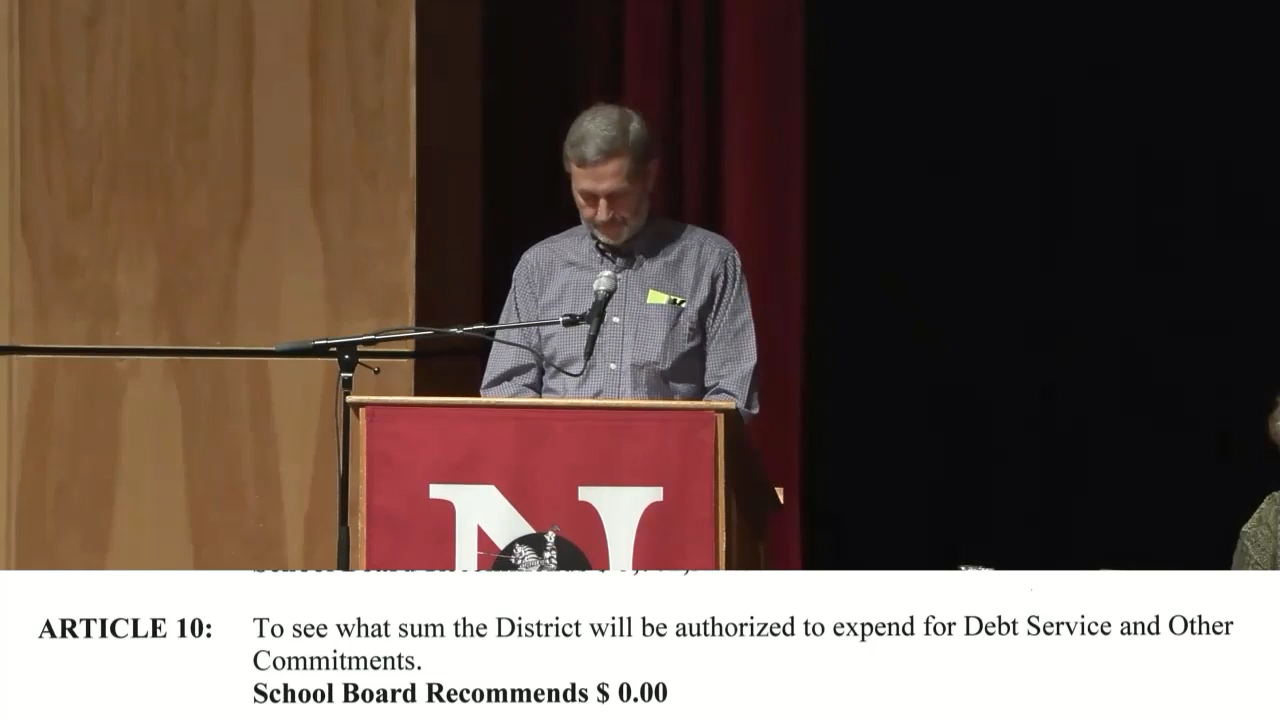 N
ARTICLE 10: To see what sum the District will be authorized to expend for Debt Service and Other
Commitments.
School Board Recommends $ 0.00